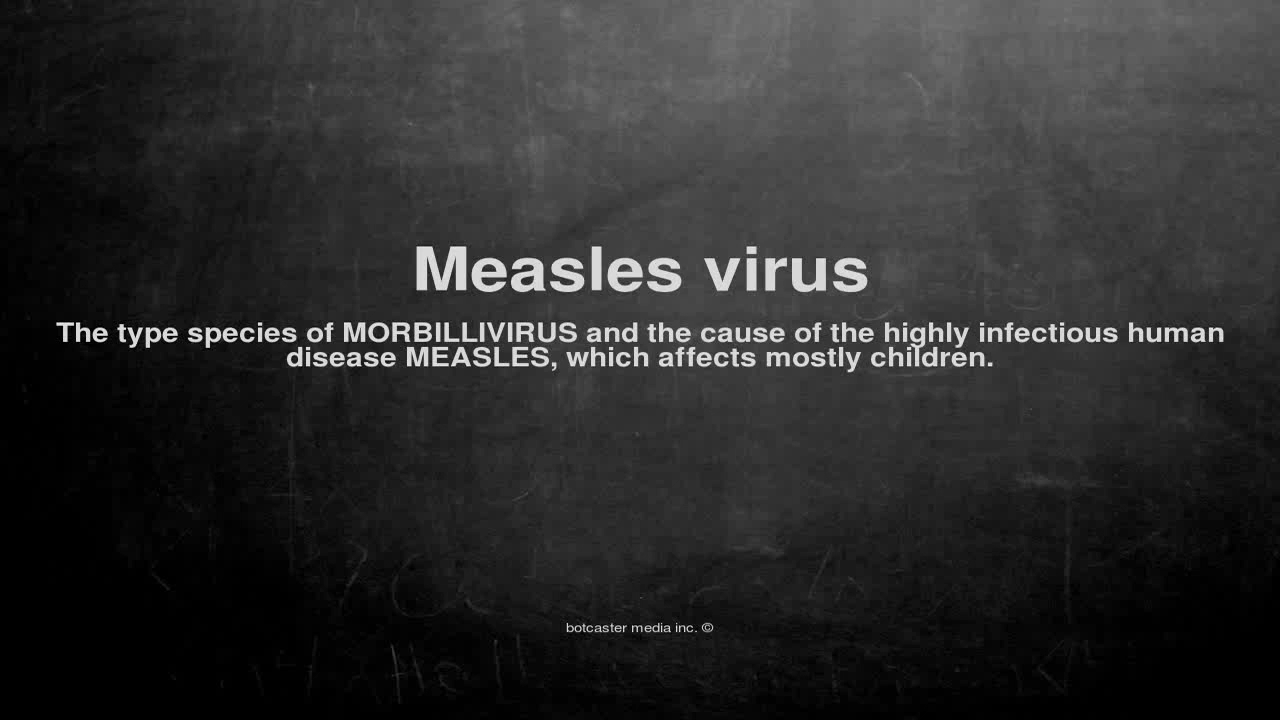 Measles virus
The type species of MORBILLIVIRUS and the cause of the highly infectious human
disease MEASLES, which affects mostly children.
botcaster media inc. ©